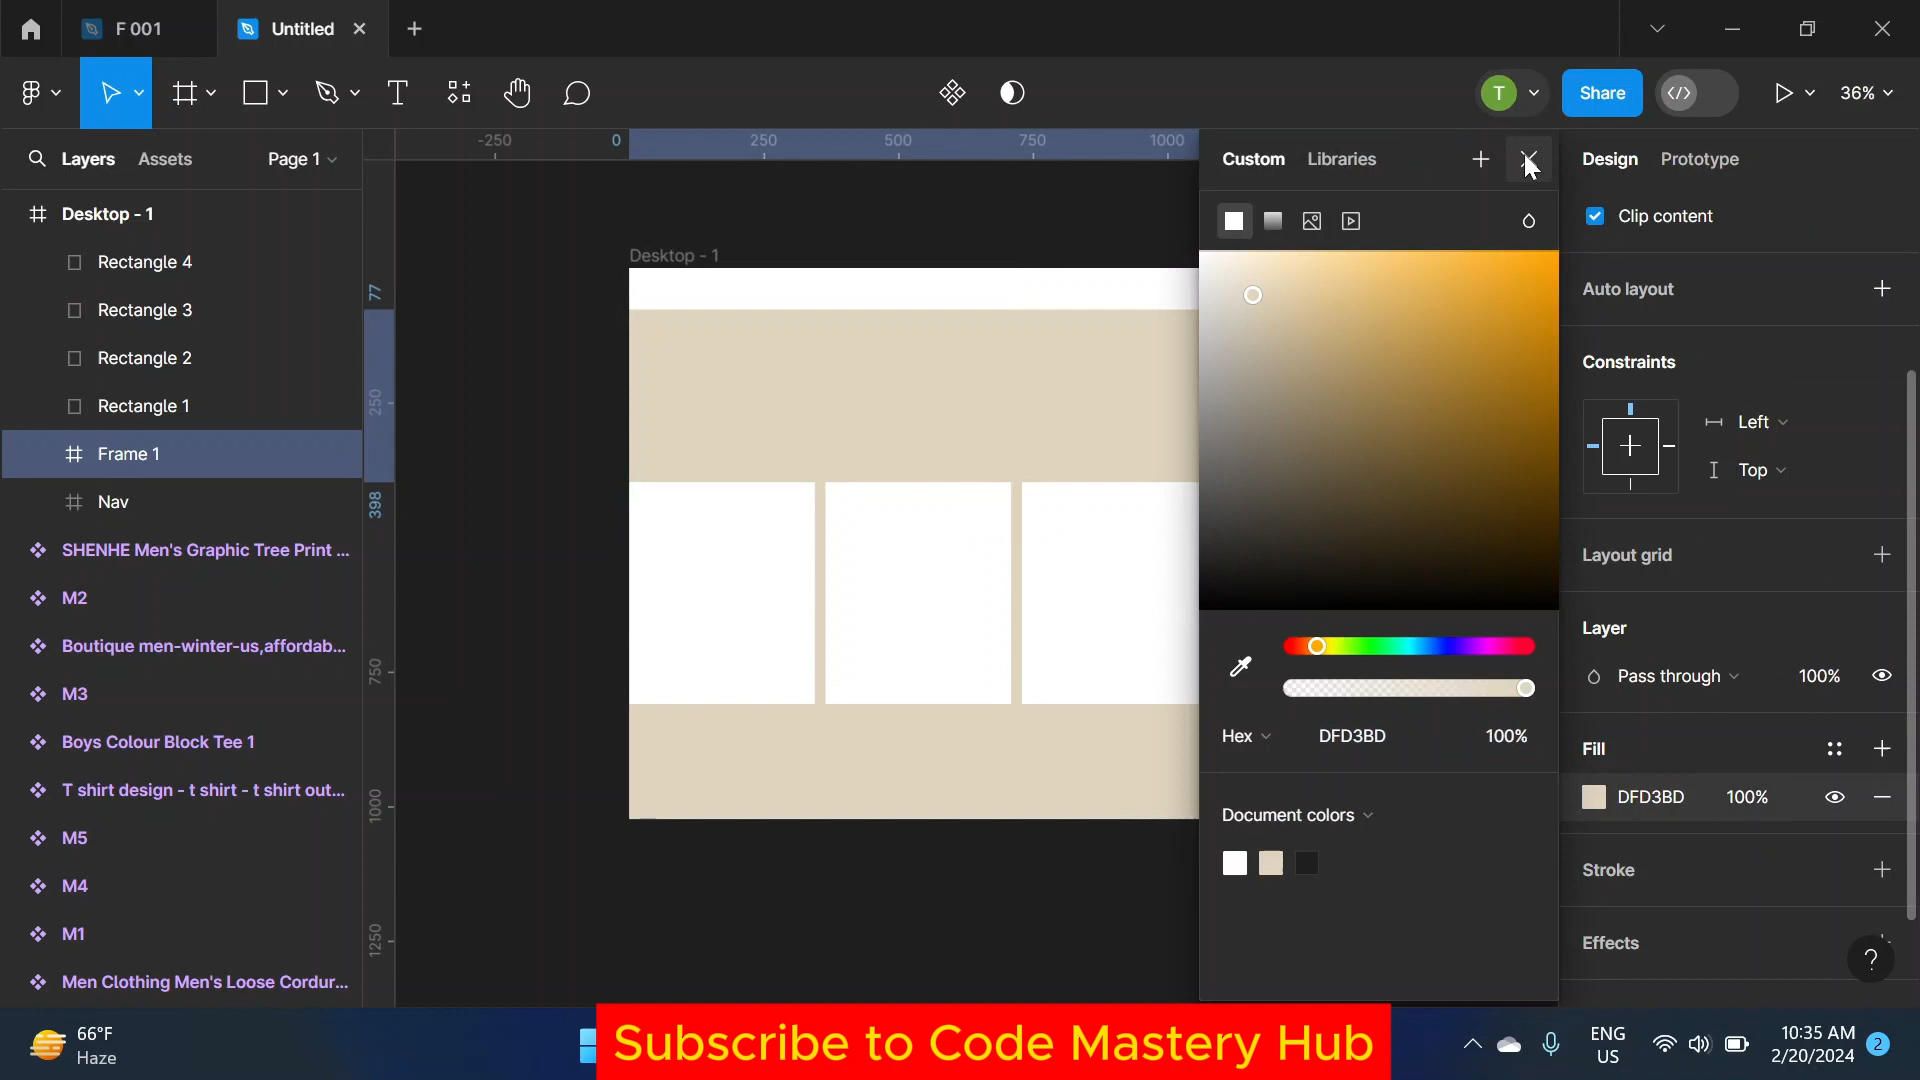 F 001
Untitled
T
Share
36%
Layers
Assets
Page 1
-250
0
250
500
750
1000
Custom
Libraries
Design
Prototype
Desktop - 1
Rectangle 4
Rectangle 3
Rectangle 2
Rectangle 1
Frame 1
Nav
SHENHE Men's Graphic Tree Print ...
M2
Boutique men-winter-us,affordab...
M3
Boys Colour Block Tee 1
T shirt design - t shirt - t shirt out...
M5
M4
M1
Men Clothing Men's Loose Cordur...
77
250
398
750
1000
1250
Desktop - 1
Hex
DFD3BD
100%
Document colors
Clip content
Auto layout
Constraints
Left
Top
Layout grid
Layer
Pass through
100%
Fill
DFD3BD
100%
Stroke
Effects
?
66°F
Haze
Subscribe to Code Mastery Hub
ENG
US
10:35 AM
2/20/2024
2